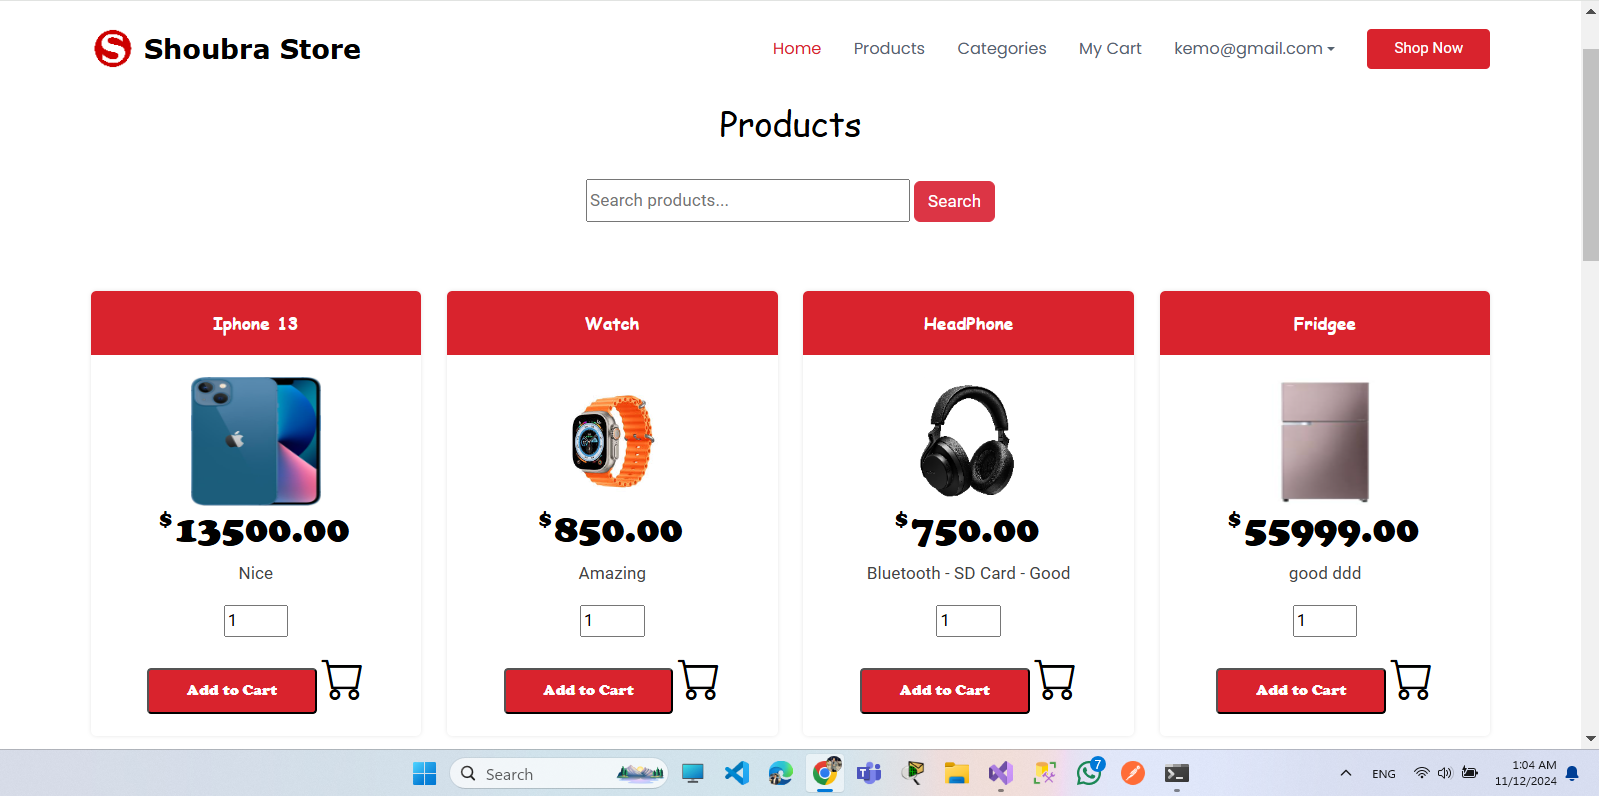 S Shoubra Store
Home Products Categories My Cart kemo@gmail.com Shop Now
Products
Search products... Search
Iphone 13 Watch HeadPhone Fridgee
$13500.00 $850.00 $750.00 $55999.00
Nice Amazing Bluetooth - SD Card - Good good ddd
1 1 1 1
Add to Cart Add to Cart Add to Cart Add to Cart
Search 7 ENG 1:04 AM
11/12/2024